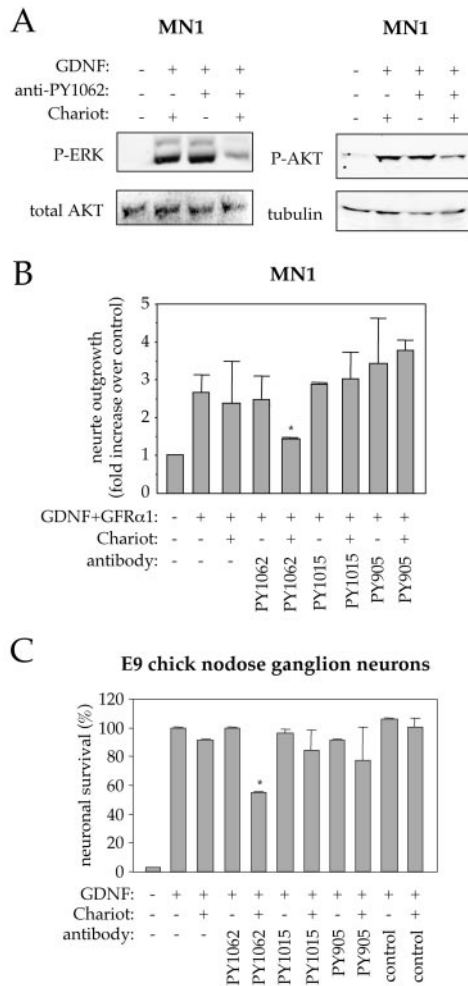 A
MN1
MN1
GDNF: - + + +
- + + +
anti-PY1062: - - + +
- - + +
Chariot: - + - +
- + - +
P-ERK
P-AKT
total AKT
tubulin
B
MN1
neurte outgrowth
(fold increase over control)
5
4
3
2
1
0
*
GDNF+GFRα1: - + + + + + + + +
Chariot: - - + - + - + - +
antibody: - - - PY1062 PY1062 PY1015 PY1015 PY905 PY905
C
E9 chick nodose ganglion neurons
neuronal survival (%)
120
100
80
60
40
20
0
*
GDNF: - + + + + + + + + + +
Chariot: - - + - + - + - + - +
antibody: - - - PY1062 PY1062 PY1015 PY1015 PY905 PY905 control control